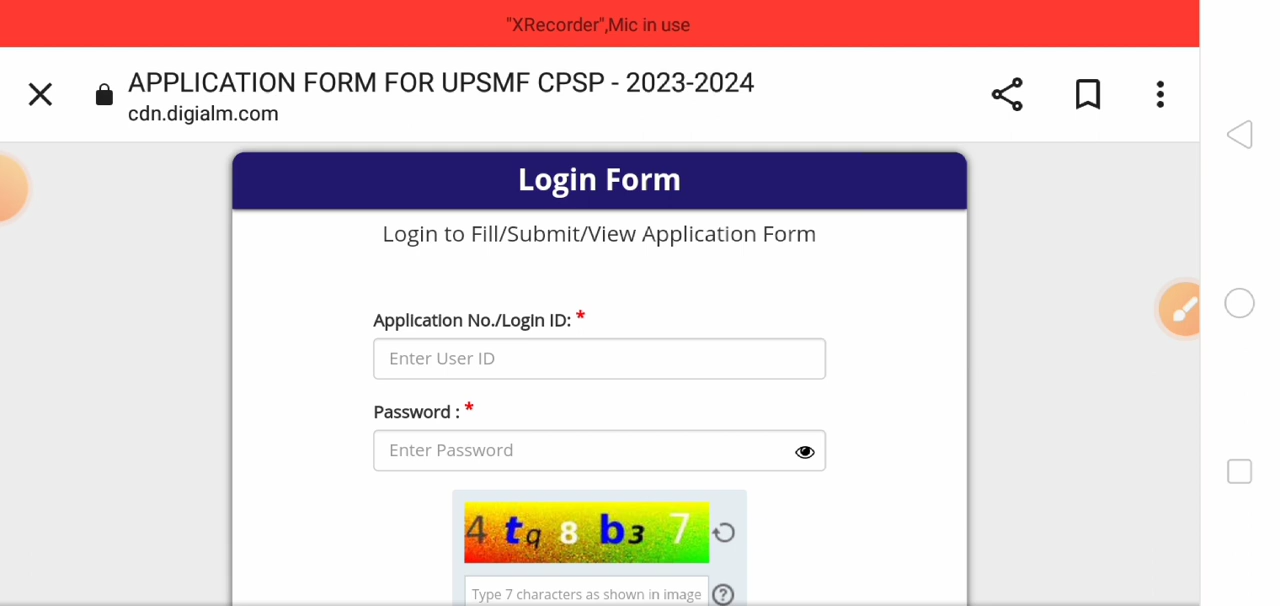 "XRecorder",Mic in use
APPLICATION FORM FOR UPSMF CPSP - 2023-2024
cdn.digialm.com
Login Form
Login to Fill/Submit/View Application Form
Application No./Login ID: *
Enter User ID
Password : *
Enter Password
4 t q 8 b 3 7
Type 7 characters as shown in image